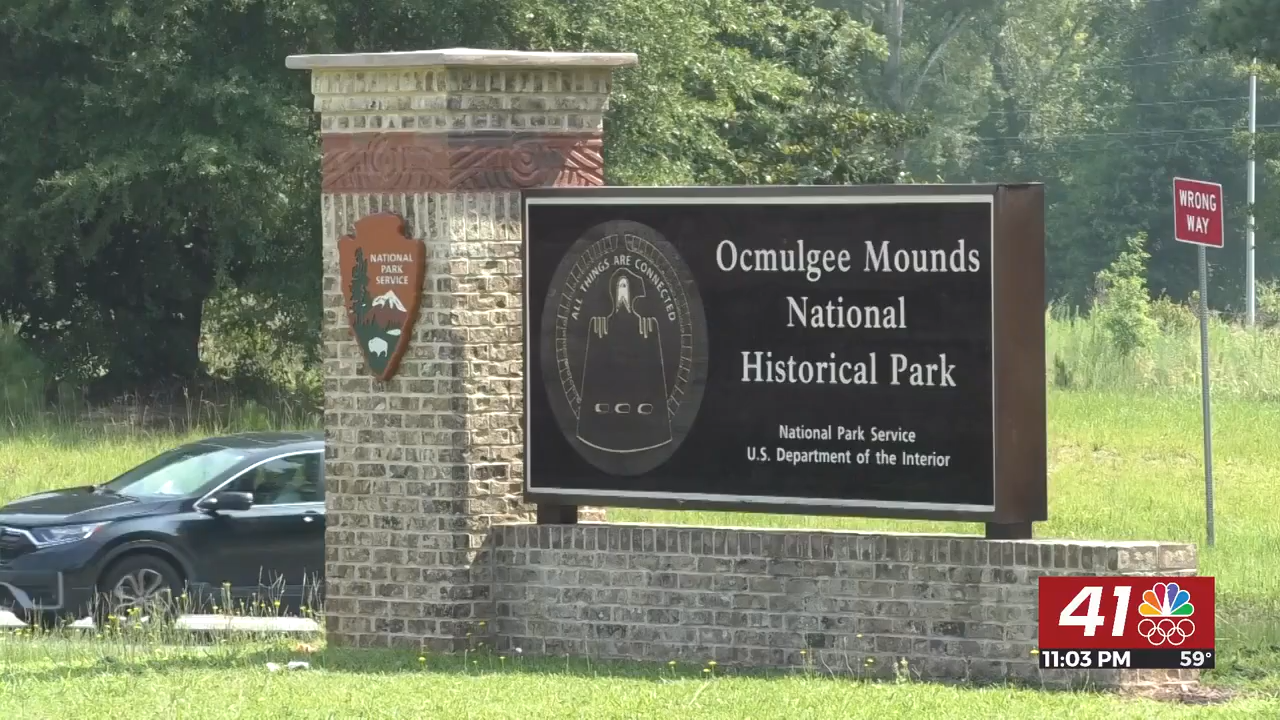 NATIONAL
PARK
SERVICE
ALL THINGS ARE CONNECTED
Ocmulgee Mounds
National
Historical Park
National Park Service
U.S. Department of the Interior
WRONG
WAY
41
11:03 PM 59°